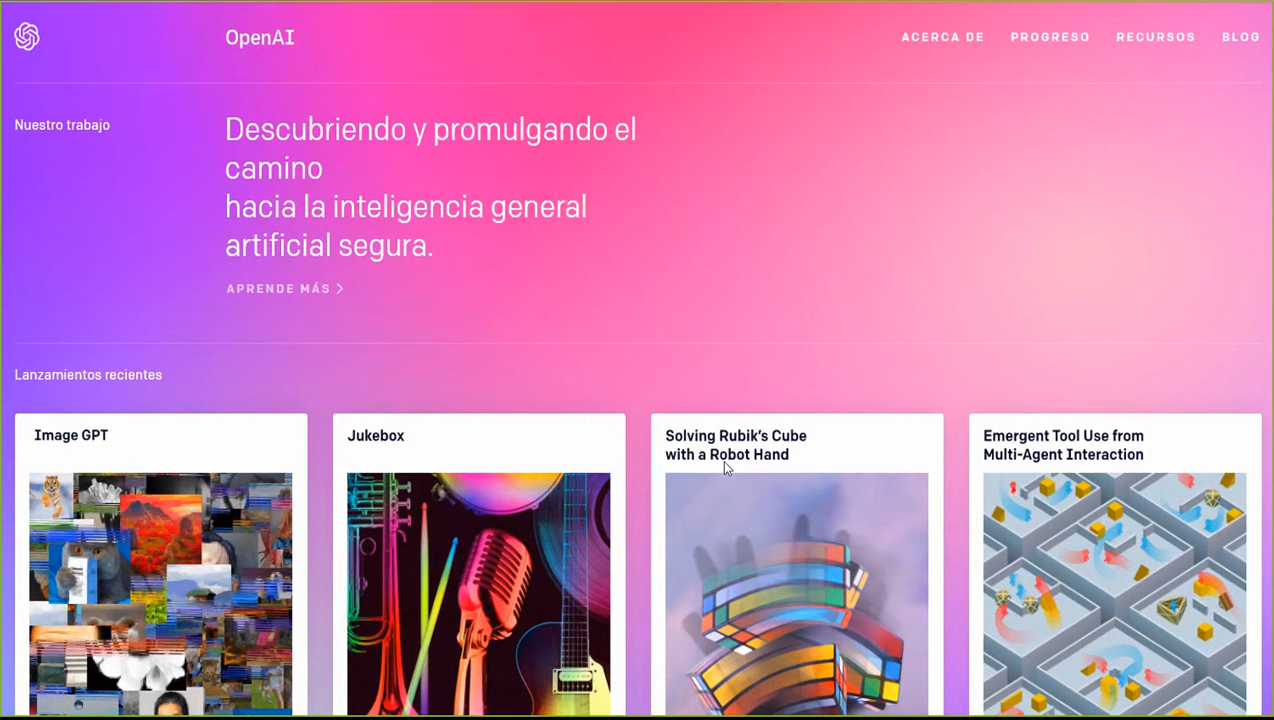 OpenAI
ACERCA DE
PROGRESO
RECURSOS
BLOG
Nuestro trabajo
Descubriendo y promulgando el
camino
hacia la inteligencia general
artificial segura.
APRENDE MÁS
Lanzamientos recientes
Image GPT
Jukebox
Solving Rubik's Cube
with a Robot Hand
Emergent Tool Use from
Multi-Agent Interaction